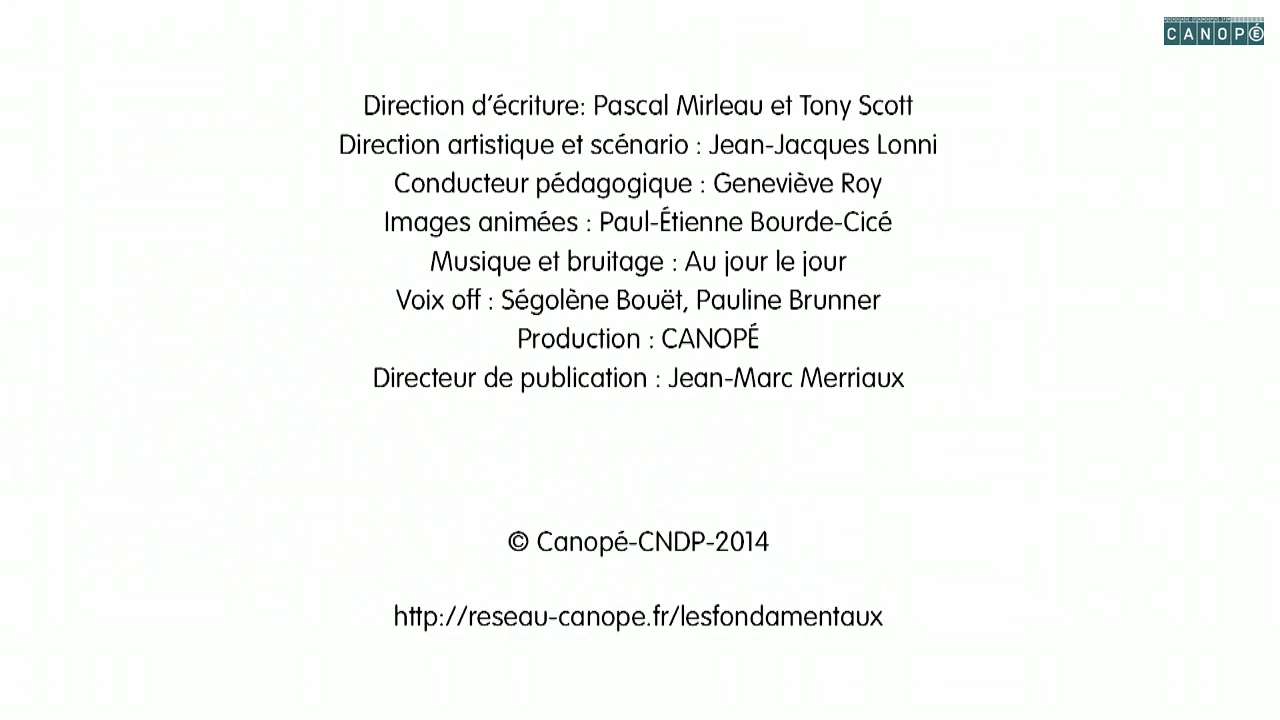 CANOPÉ
Direction d'écriture: Pascal Mirleau et Tony Scott
Direction artistique et scénario : Jean-Jacques Lonni
Conducteur pédagogique : Geneviève Roy
Images animées : Paul-Étienne Bourde-Cicé
Musique et bruitage : Au jour le jour
Voix off : Ségolène Bouët, Pauline Brunner
Production : CANOPÉ
Directeur de publication : Jean-Marc Merriaux
© Canopé-CNDP-2014
http://reseau-canope.fr/lesfondamentaux